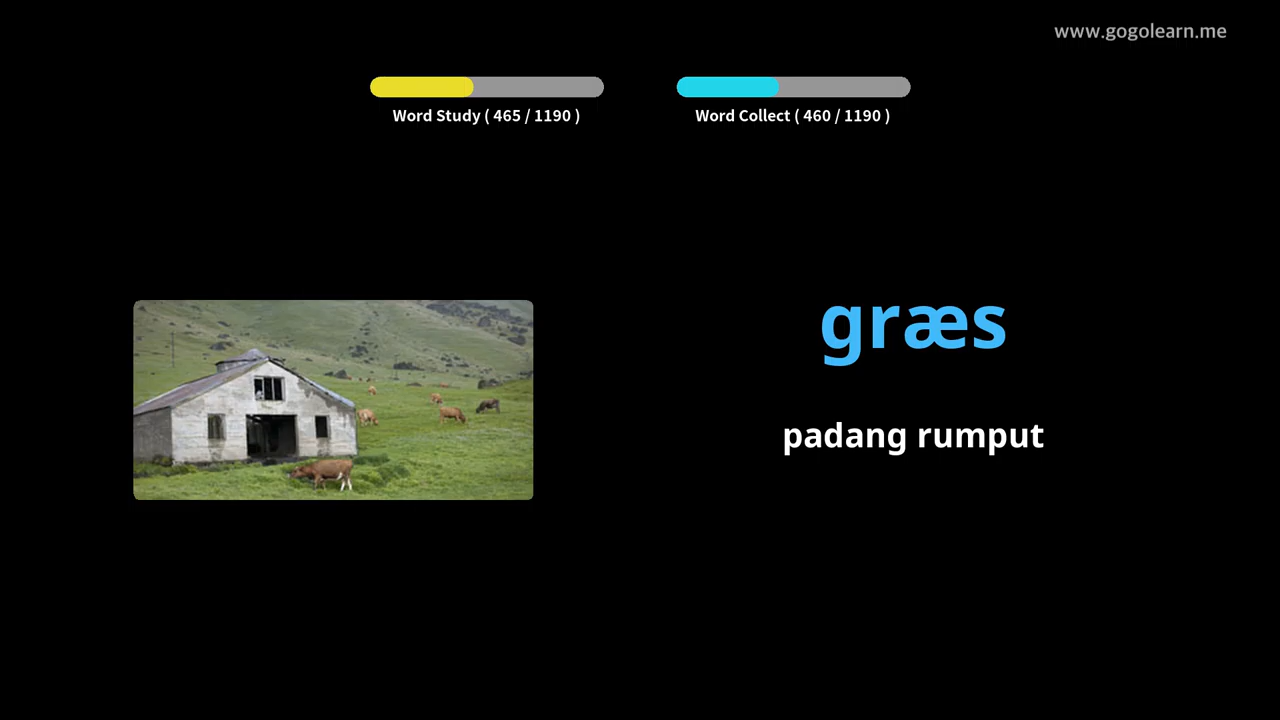 www.gogolearn.me
Word Study ( 465 / 1190 )
Word Collect ( 460 / 1190 )
græs
padang rumput